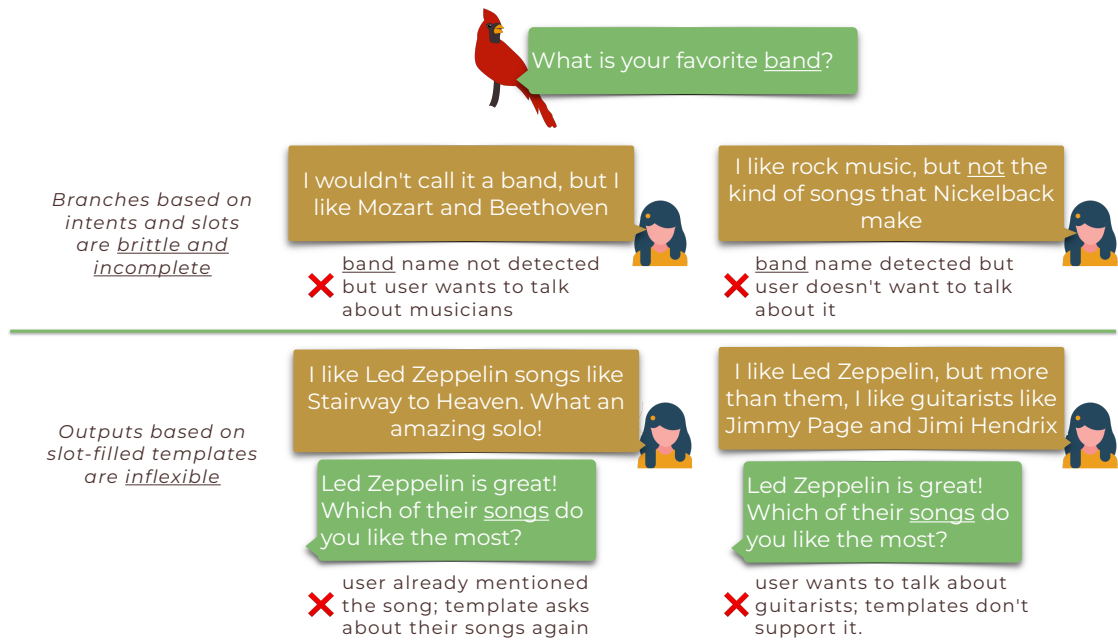 What is your favorite band?
Branches based on
intents and slots
are brittle and
incomplete
I wouldn't call it a band, but I
like Mozart and Beethoven
band name not detected
but user wants to talk
about musicians
I like rock music, but not the
kind of songs that Nickelback
make
band name detected but
user doesn't want to talk
about it
Outputs based on
slot-filled templates
are inflexible
I like Led Zeppelin songs like
Stairway to Heaven. What an
amazing solo!
Led Zeppelin is great!
Which of their songs do
you like the most?
user already mentioned
the song; template asks
about their songs again
I like Led Zeppelin, but more
than them, I like guitarists like
Jimmy Page and Jimi Hendrix
Led Zeppelin is great!
Which of their songs do
you like the most?
user wants to talk about
guitarists; templates don't
support it.